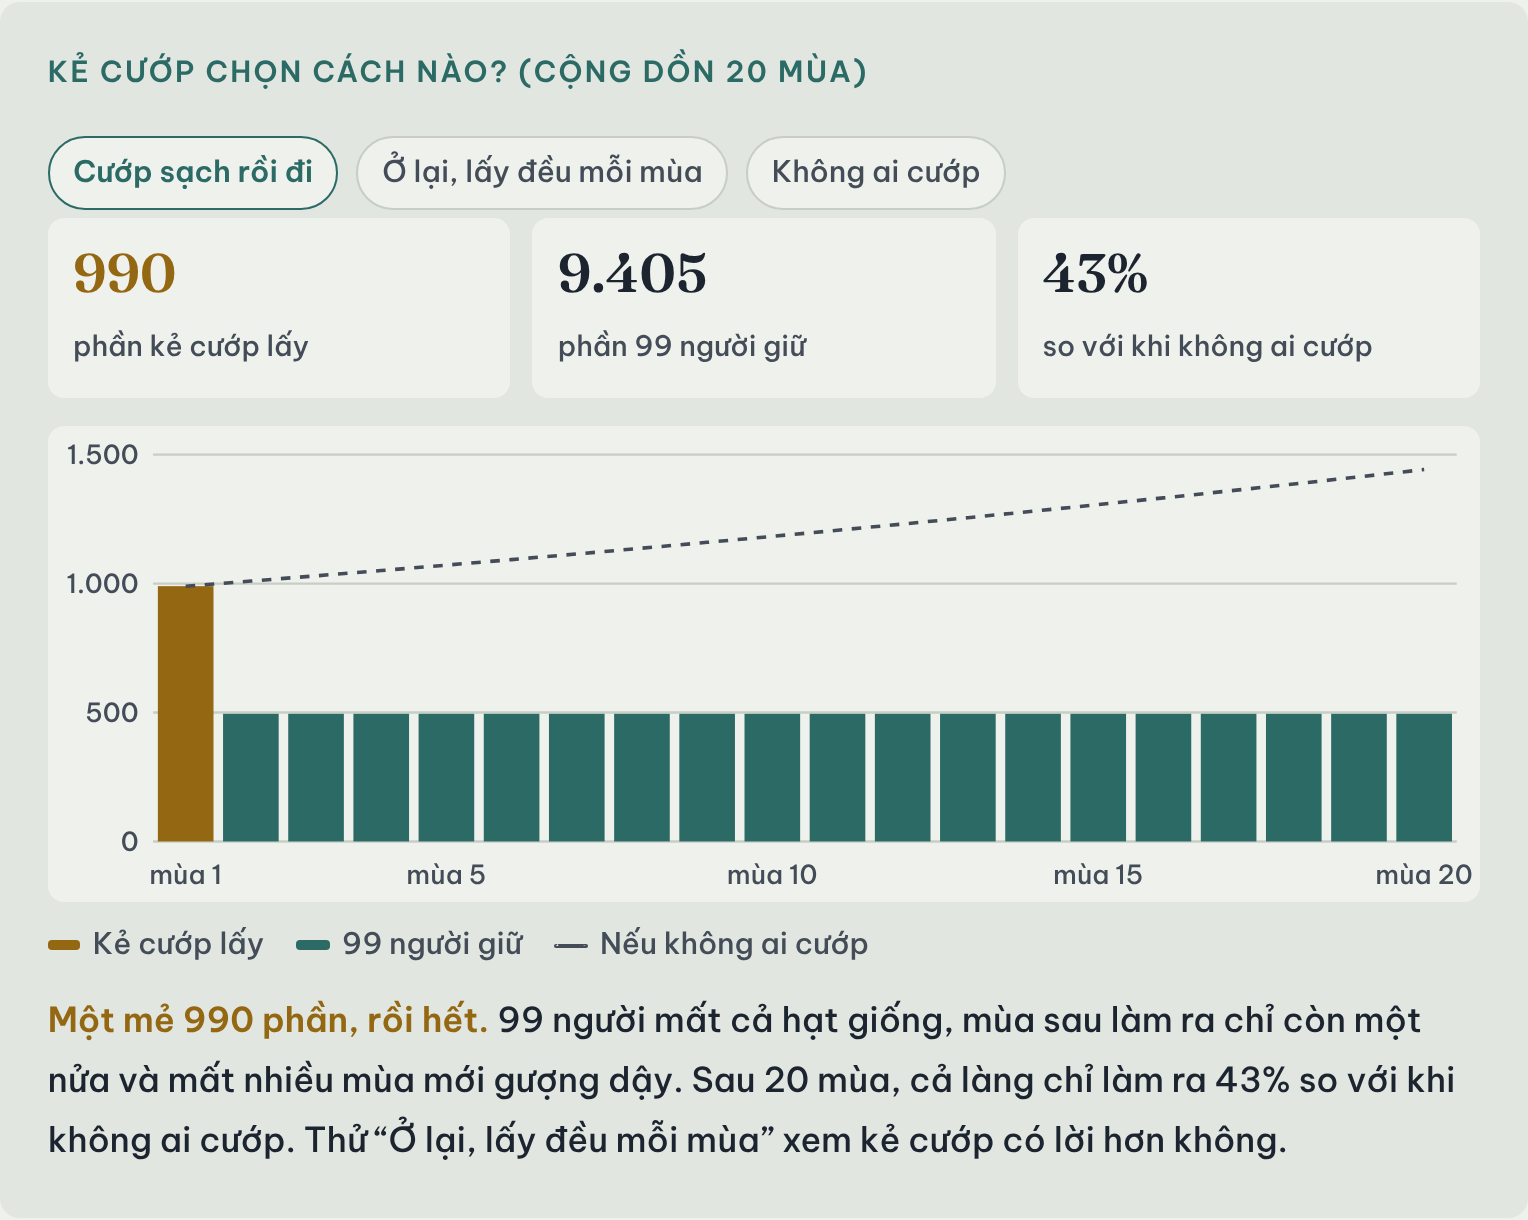 KẺ CƯỚP CHỌN CÁCH NÀO? (CỘNG DỒN 20 MÙA)
Cướp sạch rồi đi
Ở lại, lấy đều mỗi mùa
Không ai cướp
990
phần kẻ cướp lấy
9.405
phần 99 người giữ
43%
so với khi không ai cướp
1.500
1.000
500
0
mùa 1
mùa 5
mùa 10
mùa 15
mùa 20
Kẻ cướp lấy
99 người giữ
Nếu không ai cướp
Một mẻ 990 phần, rồi hết. 99 người mất cả hạt giống, mùa sau làm ra chỉ còn một
nửa và mất nhiều mùa mới gượng dậy. Sau 20 mùa, cả làng chỉ làm ra 43% so với khi
không ai cướp. Thử “Ở lại, lấy đều mỗi mùa” xem kẻ cướp có lời hơn không.